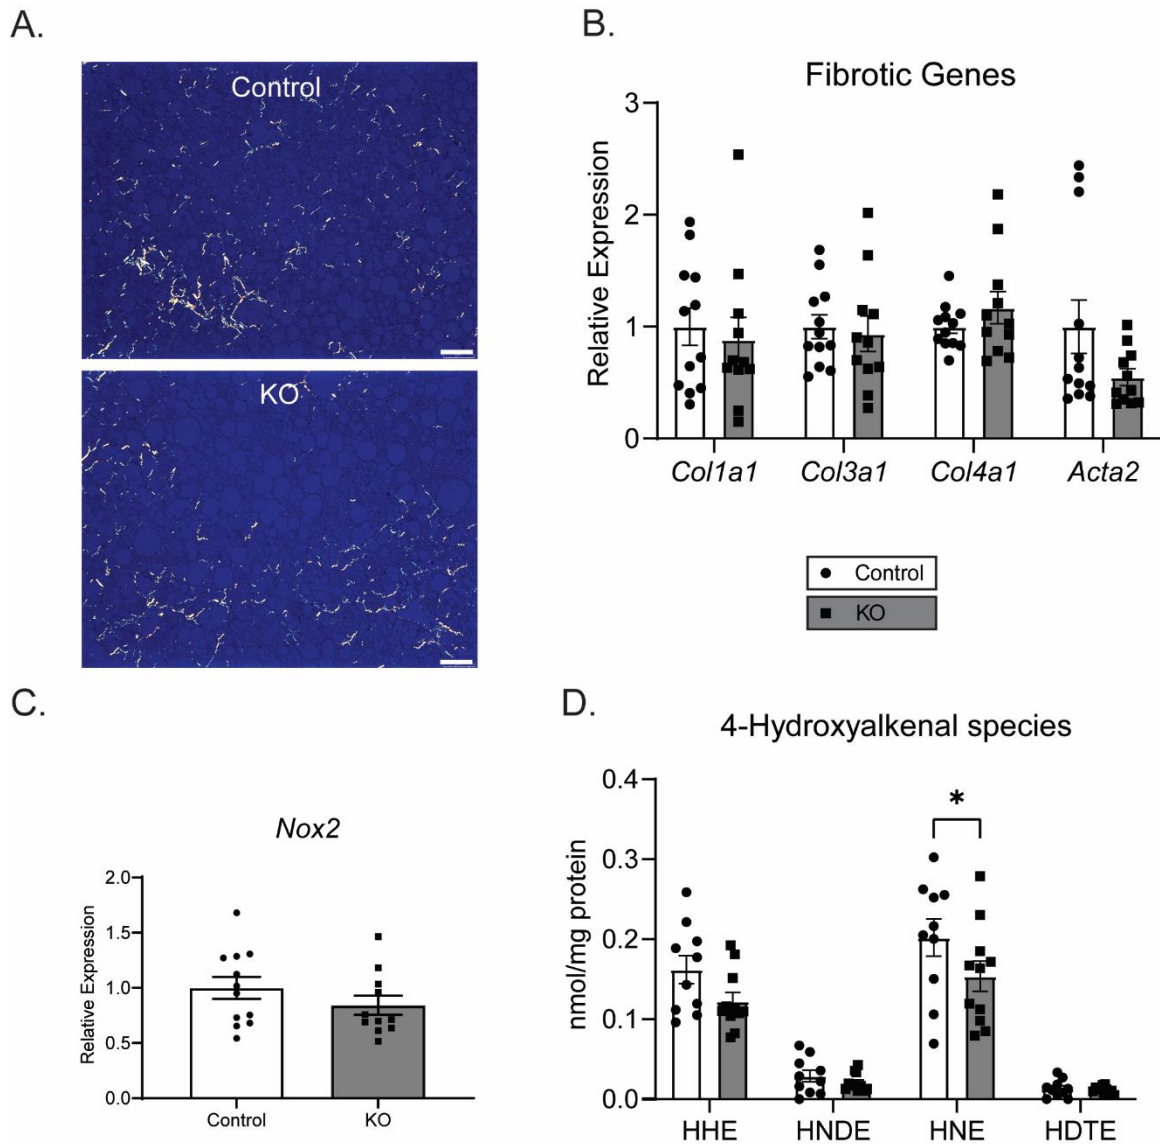 A.
Control
KO
B.
Fibrotic Genes
Relative Expression
3
2
1
0
Col1a1 Col3a1 Col4a1 Acta2
Control
KO
C.
Nox2
Relative Expression
2.0
1.5
1.0
0.5
0.0
Control KO
D.
4-Hydroxyalkenal species
nmol/mg protein
0.4
0.3
0.2
0.1
0.0
*
HHE HNDE HNE HDTE